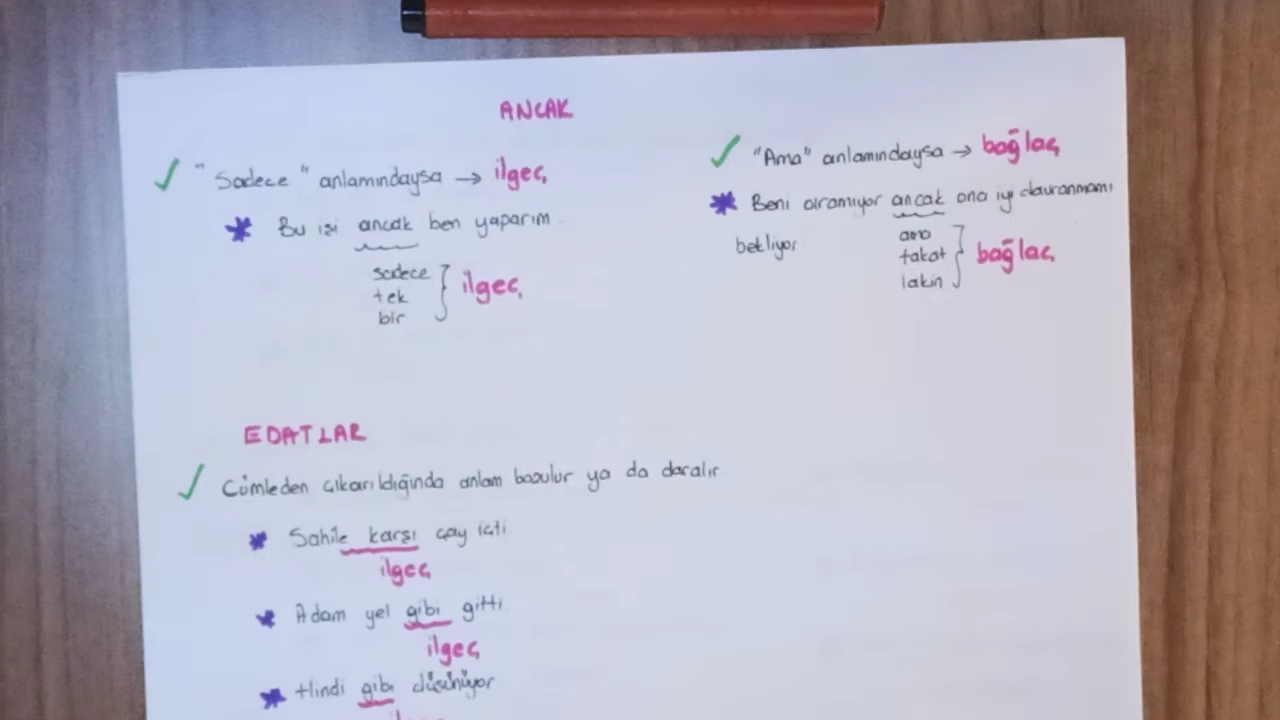 ANCAK
"Sadece" anlamındaysa → ilgeç
Bu işi ancak ben yaparım
sadece
tek
bir
ilgeç
"Ama" anlamındaysa → bağlaç
Beni aramıyor ancak ona iyi davranmamı
bekliyor
ama
fakat
lakin
bağlaç
EDATLAR
Cümleden çıkarıldığında anlam bozulur ya da daralır
Sahile karşı çay içti
ilgeç
Adam yel gibi gitti
ilgeç
Hindi gibi düşünüyor